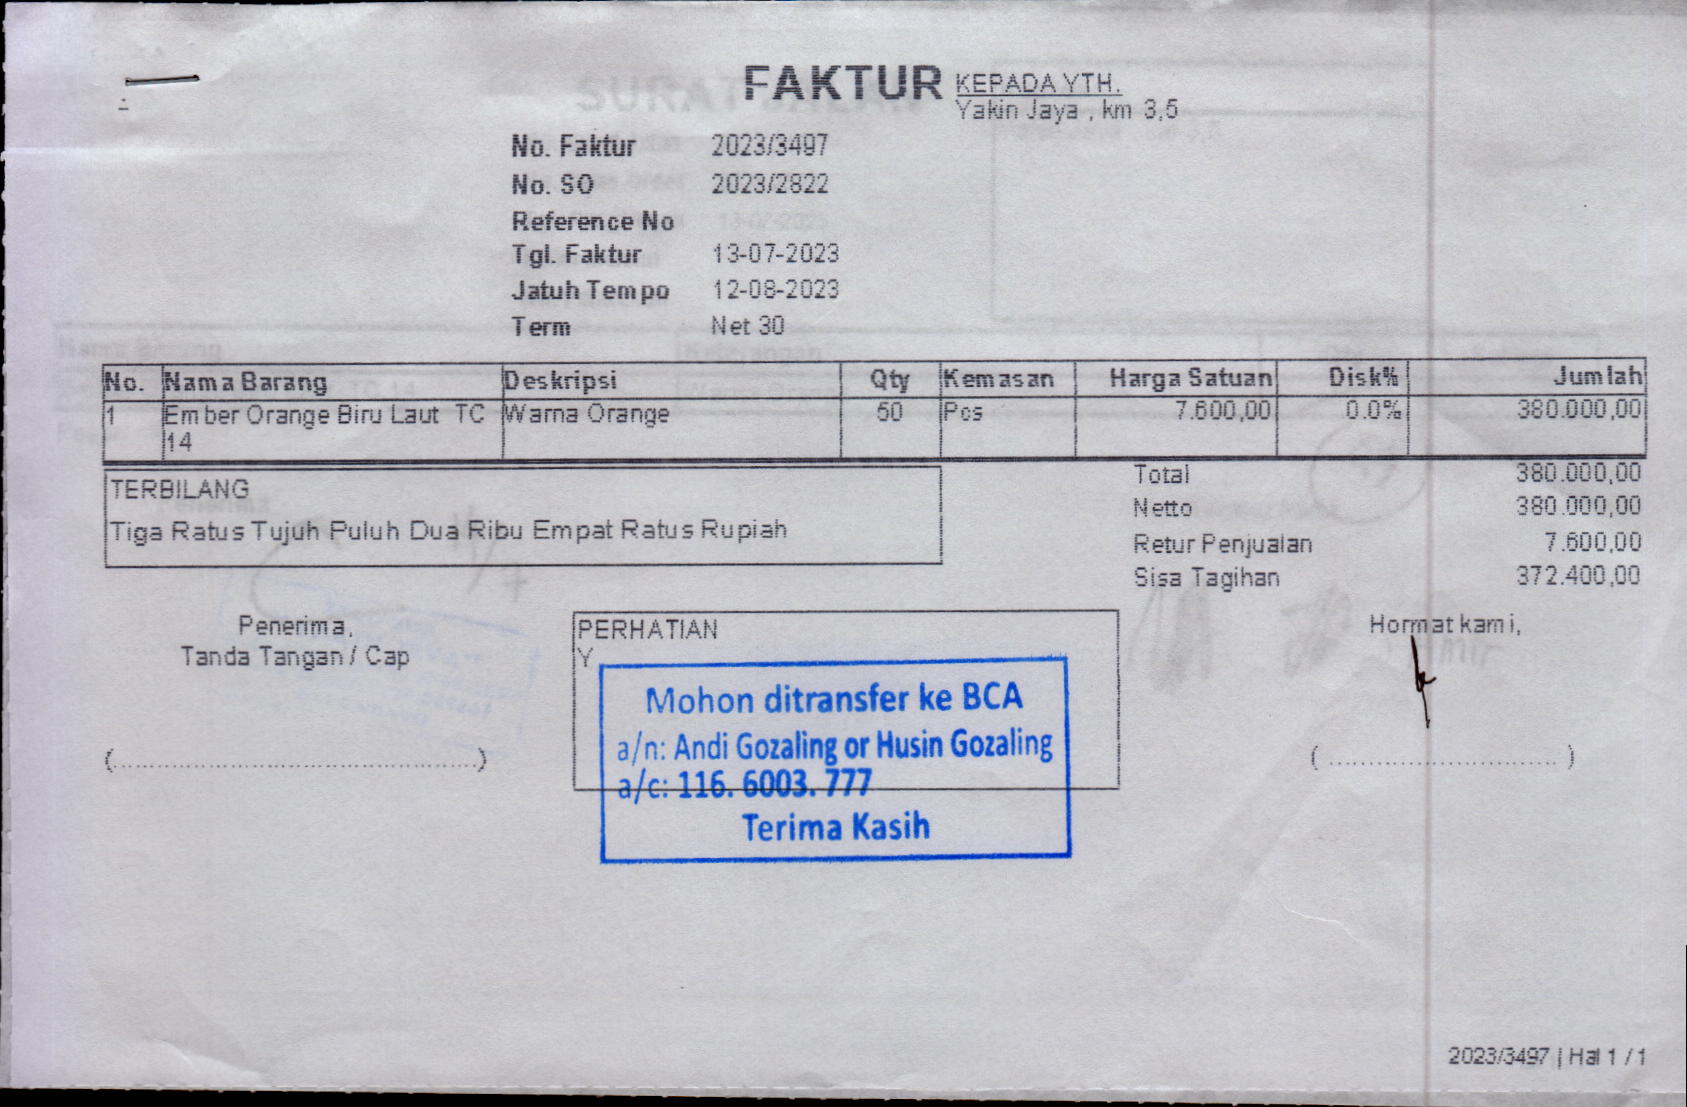 FAKTUR
KEPADA YTH.
Yakin Jaya , km 3,5
No. Faktur 2023/3497
No. SO 2023/2822
Reference No
Tgl. Faktur 13-07-2023
Jatuh Tempo 12-08-2023
Term Net 30
No. Nama Barang Deskripsi Qty Kemasan Harga Satuan Disk% Jumlah
1 Ember Orange Biru Laut TC Warna Orange 50 Pcs 7.600,00 0.0% 380.000,00
14
Total 380.000,00
Netto 380.000,00
Retur Penjualan 7.600,00
Sisa Tagihan 372.400,00
TERBILANG
Tiga Ratus Tujuh Puluh Dua Ribu Empat Ratus Rupiah
Penerima,
Tanda Tangan / Cap
(...........................................................)
PERHATIAN
Y
Mohon ditransfer ke BCA
a/n: Andi Gozaling or Husin Gozaling
a/c: 116. 6003. 777
Terima Kasih
Hormat kami,
( ..................................... )
2023/3497 | Hal 1 / 1